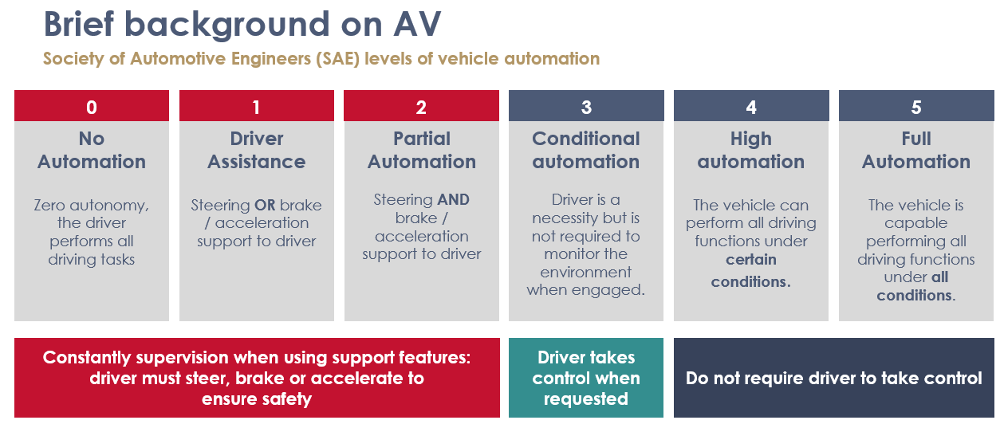 Brief background on AV
Society of Automotive Engineers (SAE) levels of vehicle automation
0
No
Automation
Zero autonomy,
the driver
performs all
driving tasks
1
Driver
Assistance
Steering OR brake
/ acceleration
support to driver
2
Partial
Automation
Steering AND
brake /
acceleration
support to driver
3
Conditional
automation
Driver is a
necessity but is
not required to
monitor the
environment
when engaged.
4
High
automation
The vehicle can
perform all driving
functions under
certain
conditions.
5
Full
Automation
The vehicle is
capable
performing all
driving functions
under all
conditions.
Constantly supervision when using support features:
driver must steer, brake or accelerate to
ensure safety
Driver takes
control when
requested
Do not require driver to take control